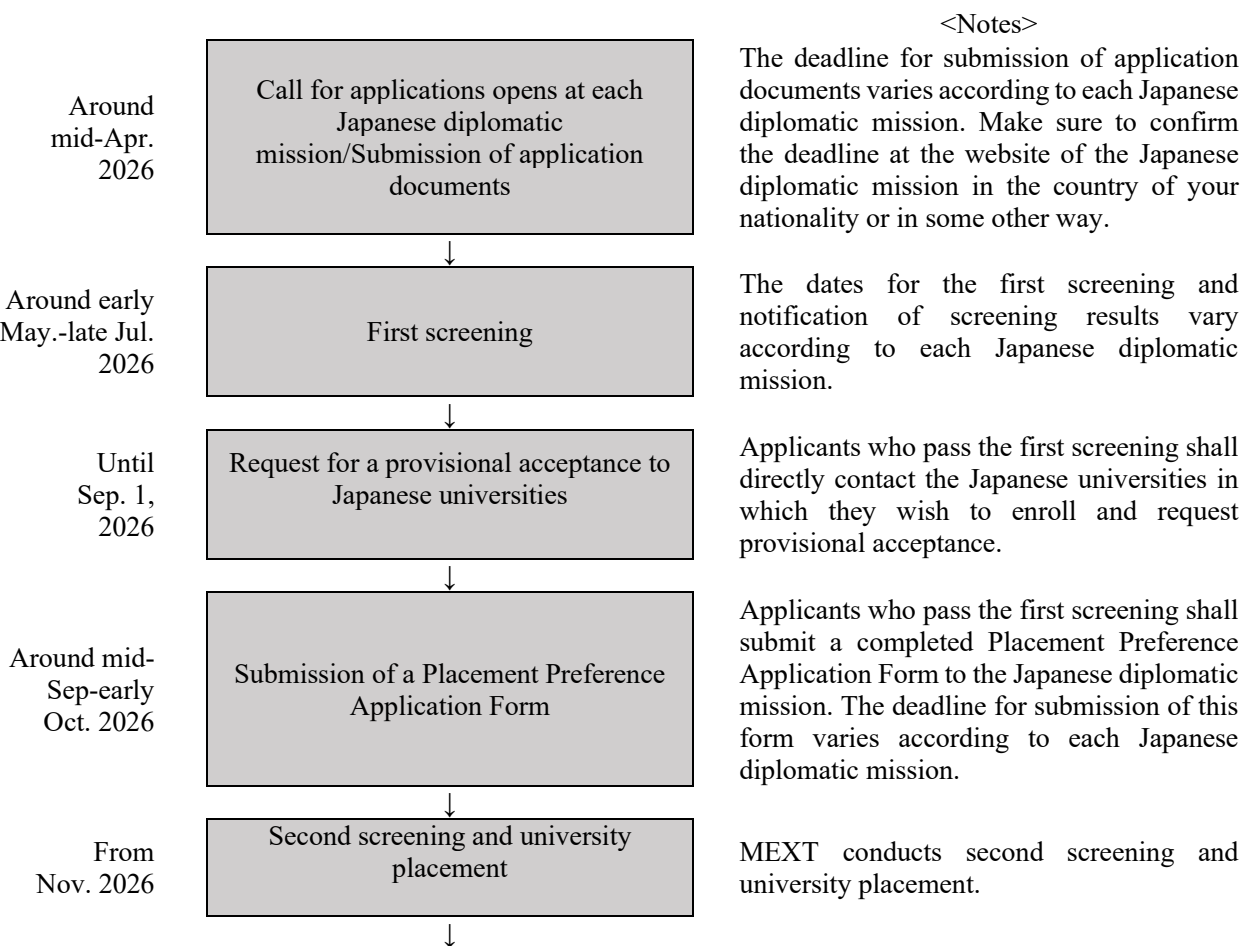 <Notes>
Around
mid-Apr.
2026
Call for applications opens at each
Japanese diplomatic
mission/Submission of application
documents
The deadline for submission of application
documents varies according to each Japanese
diplomatic mission. Make sure to confirm
the deadline at the website of the Japanese
diplomatic mission in the country of your
nationality or in some other way.
↓
Around early
May.-late Jul.
2026
First screening
The dates for the first screening and
notification of screening results vary
according to each Japanese diplomatic
mission.
↓
Until
Sep. 1,
2026
Request for a provisional acceptance to
Japanese universities
Applicants who pass the first screening shall
directly contact the Japanese universities in
which they wish to enroll and request
provisional acceptance.
↓
Around mid-
Sep-early
Oct. 2026
Submission of a Placement Preference
Application Form
Applicants who pass the first screening shall
submit a completed Placement Preference
Application Form to the Japanese diplomatic
mission. The deadline for submission of this
form varies according to each Japanese
diplomatic mission.
↓
From
Nov. 2026
Second screening and university
placement
MEXT conducts second screening and
university placement.
↓